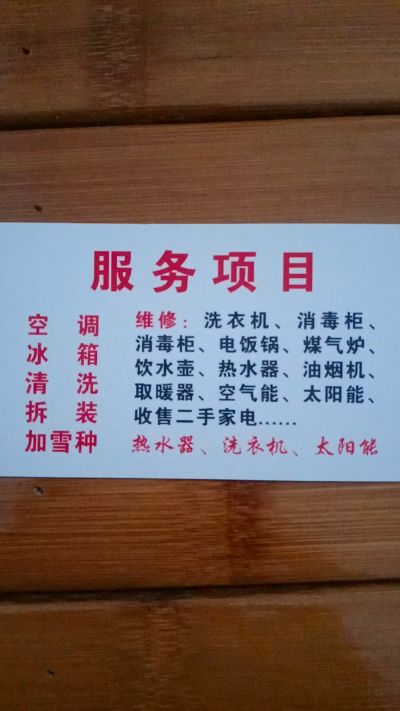 服务项目
空调
冰箱
清洗
拆装
加雪种
维修：洗衣机、消毒柜、
消毒柜、电饭锅、煤气炉、
饮水壶、热水器、油烟机、
取暖器、空气能、太阳能、
收售二手家电......
热水器、洗衣机、太阳能